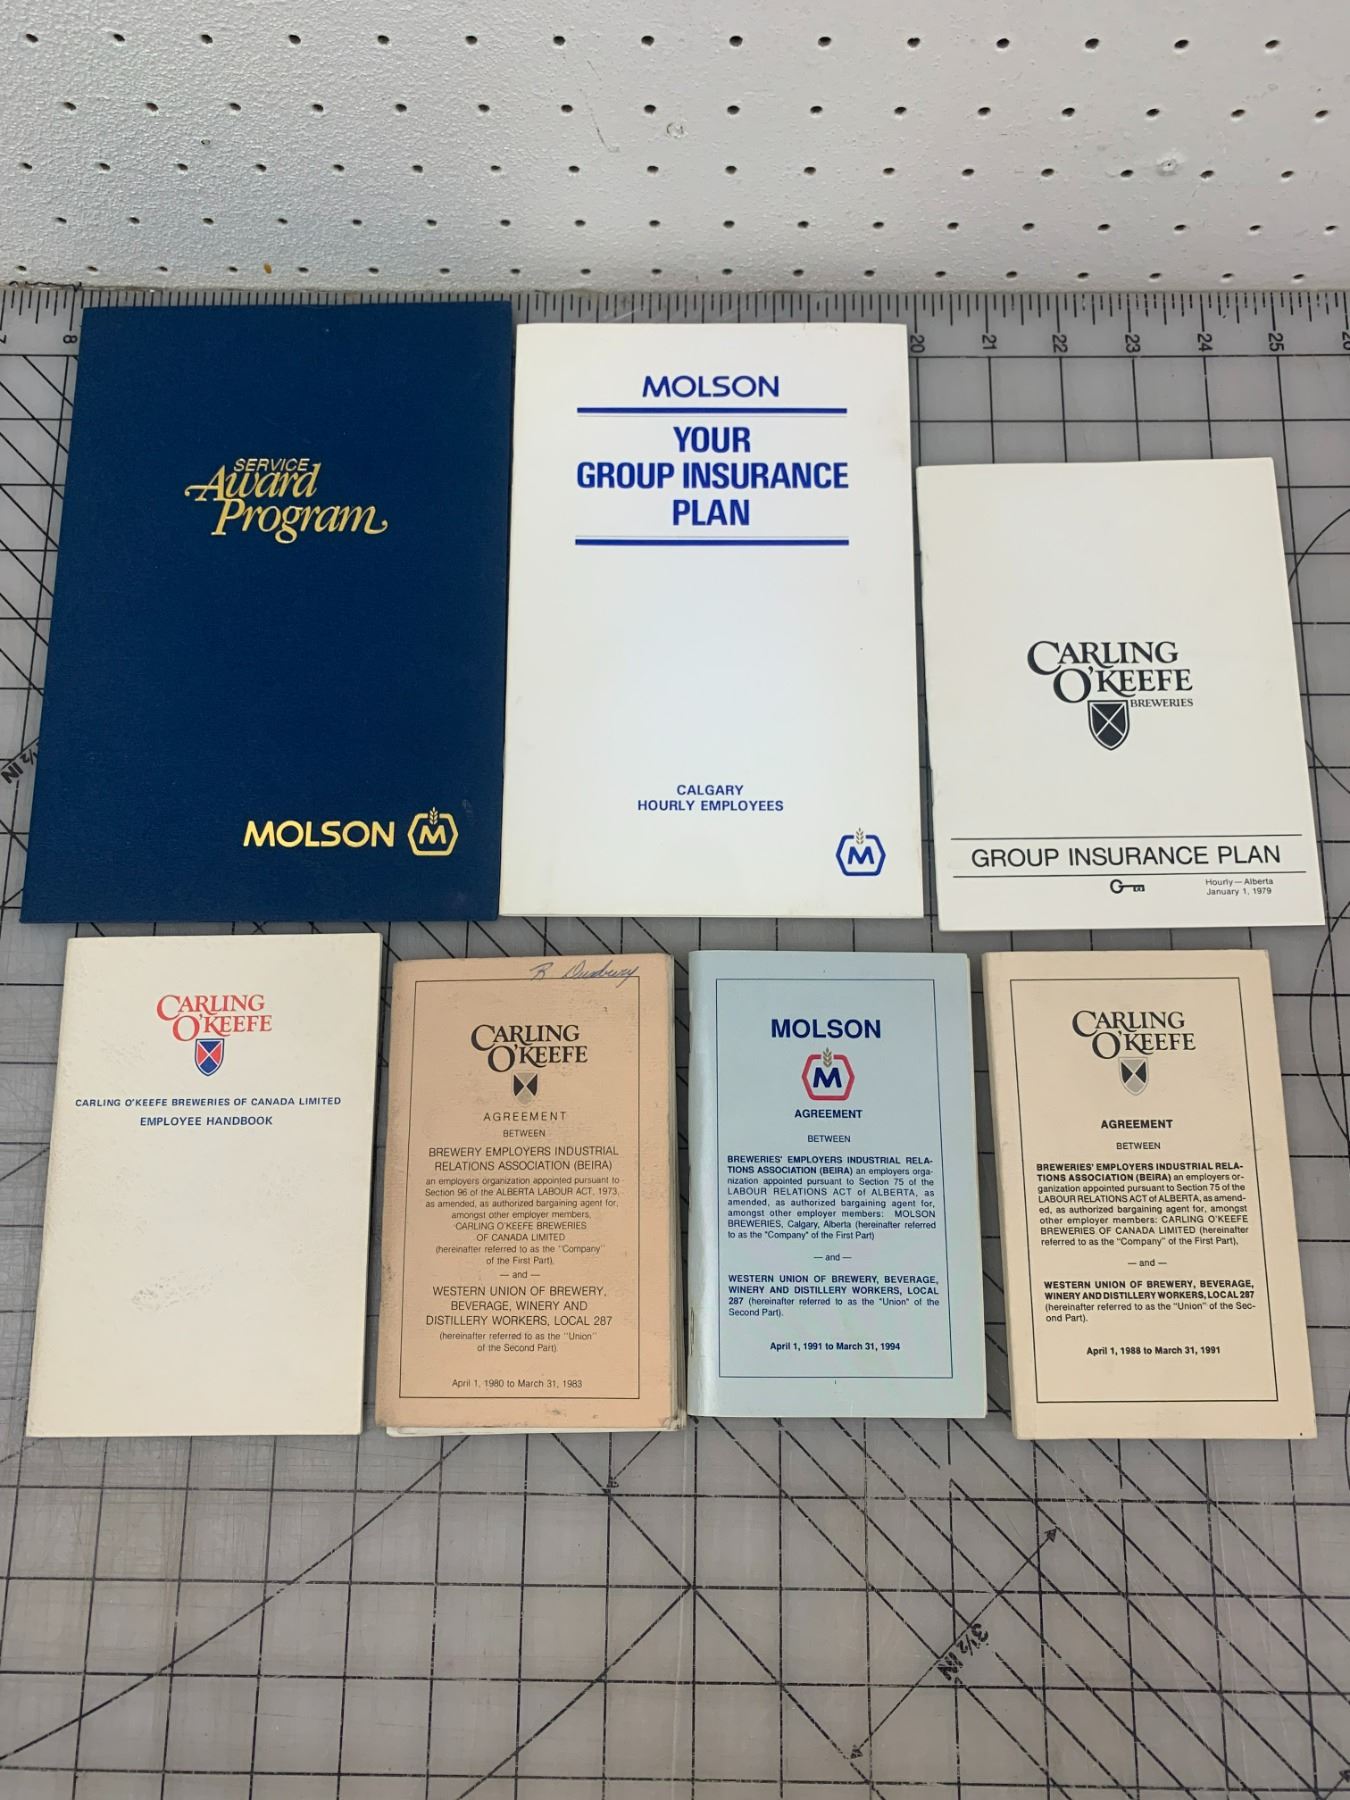 8
20
21
22
23
24
25
SERVICE
Award
Program
MOLSON M
MOLSON
YOUR
GROUP INSURANCE
PLAN
CALGARY
HOURLY EMPLOYEES
M
CARLING
O'KEEFE
BREWERIES
GROUP INSURANCE PLAN
Hourly—Alberta
January 1, 1979
½ IN
CARLING
O'KEEFE
CARLING O'KEEFE BREWERIES OF CANADA LIMITED
EMPLOYEE HANDBOOK
R Duxbury
CARLING
O'KEEFE
AGREEMENT
BETWEEN
BREWERY EMPLOYERS INDUSTRIAL
RELATIONS ASSOCIATION (BEIRA)
an employers organization appointed pursuant to
Section 96 of the ALBERTA LABOUR ACT, 1973,
as amended, as authorized bargaining agent for,
amongst other employer members,
CARLING O'KEEFE BREWERIES
OF CANADA LIMITED
(hereinafter referred to as the "Company"
of the First Part),
— and —
WESTERN UNION OF BREWERY,
BEVERAGE, WINERY AND
DISTILLERY WORKERS, LOCAL 287
(hereinafter referred to as the "Union"
of the Second Part).
April 1, 1980 to March 31, 1983
MOLSON
M
AGREEMENT
BETWEEN
BREWERIES' EMPLOYERS INDUSTRIAL RELA-
TIONS ASSOCIATION (BEIRA) an employers orga-
nization appointed pursuant to Section 75 of the
LABOUR RELATIONS ACT of ALBERTA, as
amended, as authorized bargaining agent for,
amongst other employer members: MOLSON
BREWERIES, Calgary, Alberta (hereinafter referred
to as the "Company" of the First Part)
— and —
WESTERN UNION OF BREWERY, BEVERAGE,
WINERY AND DISTILLERY WORKERS, LOCAL
287 (hereinafter referred to as the "Union" of the
Second Part).
April 1, 1991 to March 31, 1994
CARLING
O'KEEFE
AGREEMENT
BETWEEN
BREWERIES' EMPLOYERS INDUSTRIAL RELA-
TIONS ASSOCIATION (BEIRA) an employers or-
ganization appointed pursuant to Section 75 of the
LABOUR RELATIONS ACT of ALBERTA, as amend-
ed, as authorized bargaining agent for, amongst
other employer members: CARLING O'KEEFE
BREWERIES OF CANADA LIMITED (hereinafter
referred to as the "Company" of the First Part),
— and —
WESTERN UNION OF BREWERY, BEVERAGE,
WINERY AND DISTILLERY WORKERS, LOCAL 287
(hereinafter referred to as the "Union" of the Sec-
ond Part).
April 1, 1988 to March 31, 1991
3½ IN